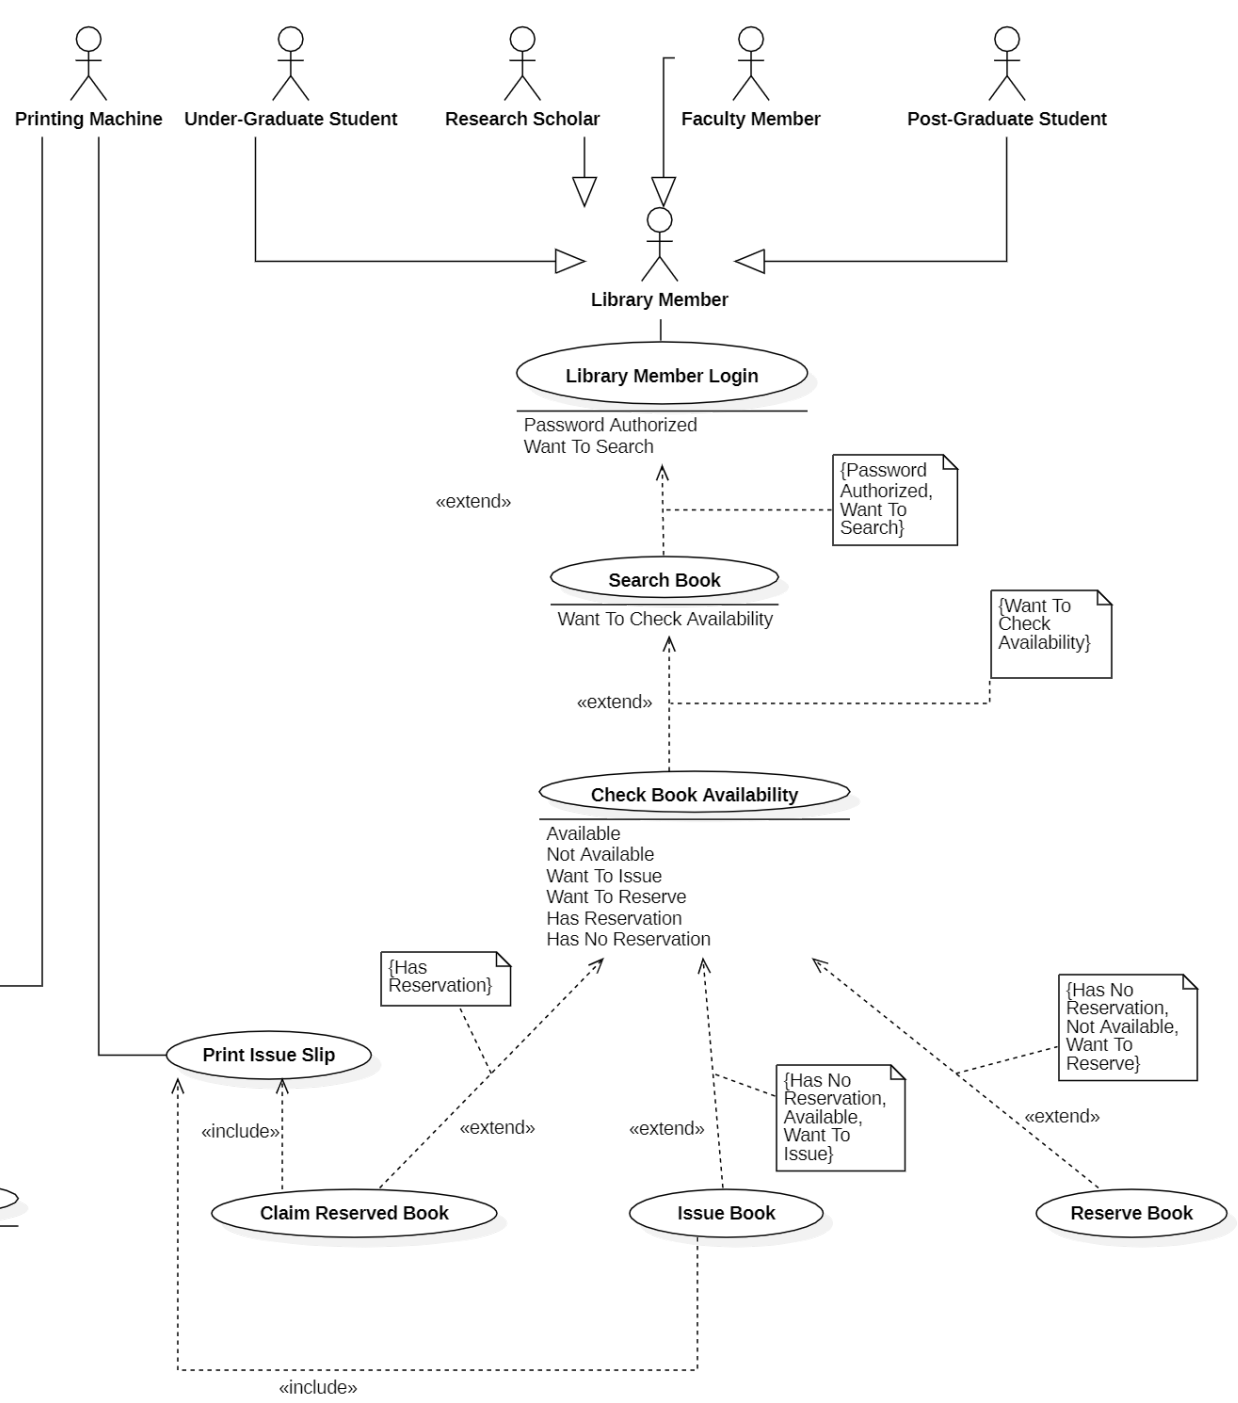 Printing Machine
Under-Graduate Student
Research Scholar
Faculty Member
Post-Graduate Student
Library Member
Library Member Login
Password Authorized
Want To Search
«extend»
{Password
Authorized,
Want To
Search}
Search Book
Want To Check Availability
{Want To
Check
Availability}
«extend»
Check Book Availability
Available
Not Available
Want To Issue
Want To Reserve
Has Reservation
Has No Reservation
{Has
Reservation}
{Has No
Reservation,
Not Available,
Want To
Reserve}
Print Issue Slip
{Has No
Reservation,
Available,
Want To
Issue}
«include»
«extend»
«extend»
«extend»
Claim Reserved Book
Issue Book
Reserve Book
«include»